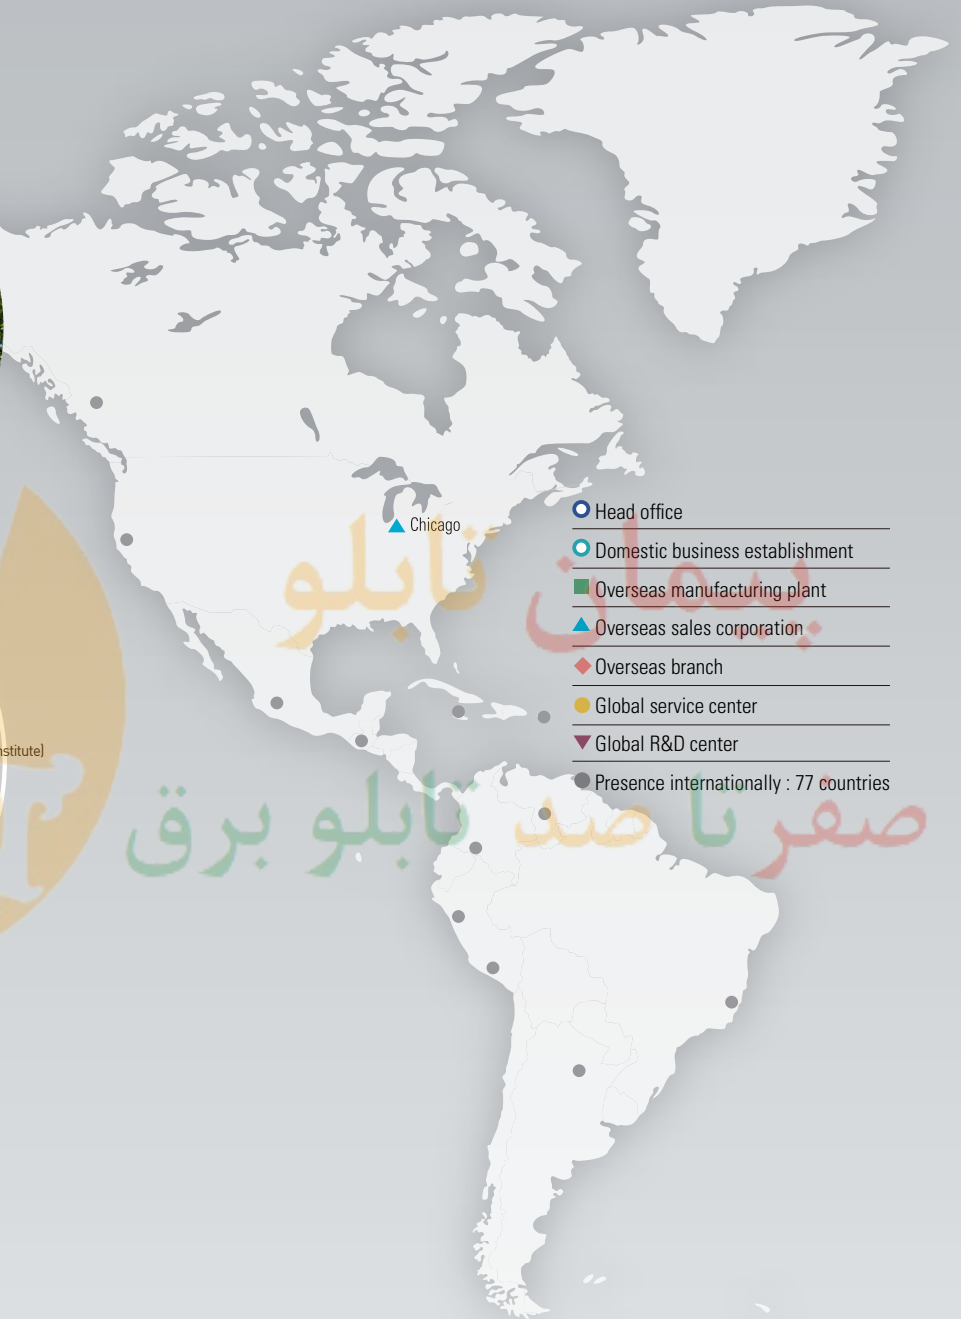 Chicago
Head office
Domestic business establishment
Overseas manufacturing plant
Overseas sales corporation
Overseas branch
Global service center
Global R&D center
Presence internationally : 77 countries
nstitute)
پیمان تابلو
صفر تا صد تابلو برق